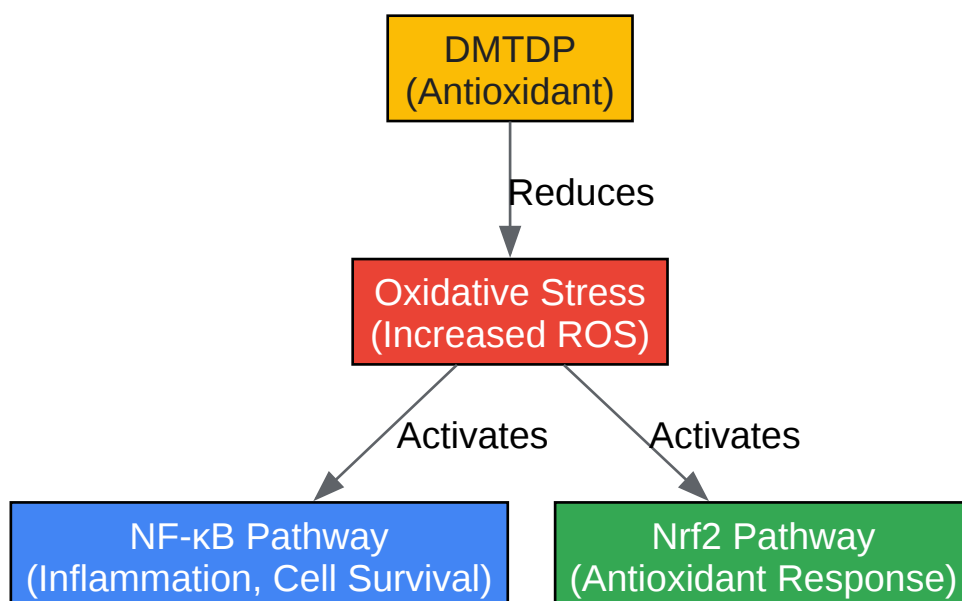 DMTDP
(Antioxidant)
Reduces
Oxidative Stress
(Increased ROS)
Activates
Activates
NF-κB Pathway
(Inflammation, Cell Survival)
Nrf2 Pathway
(Antioxidant Response)